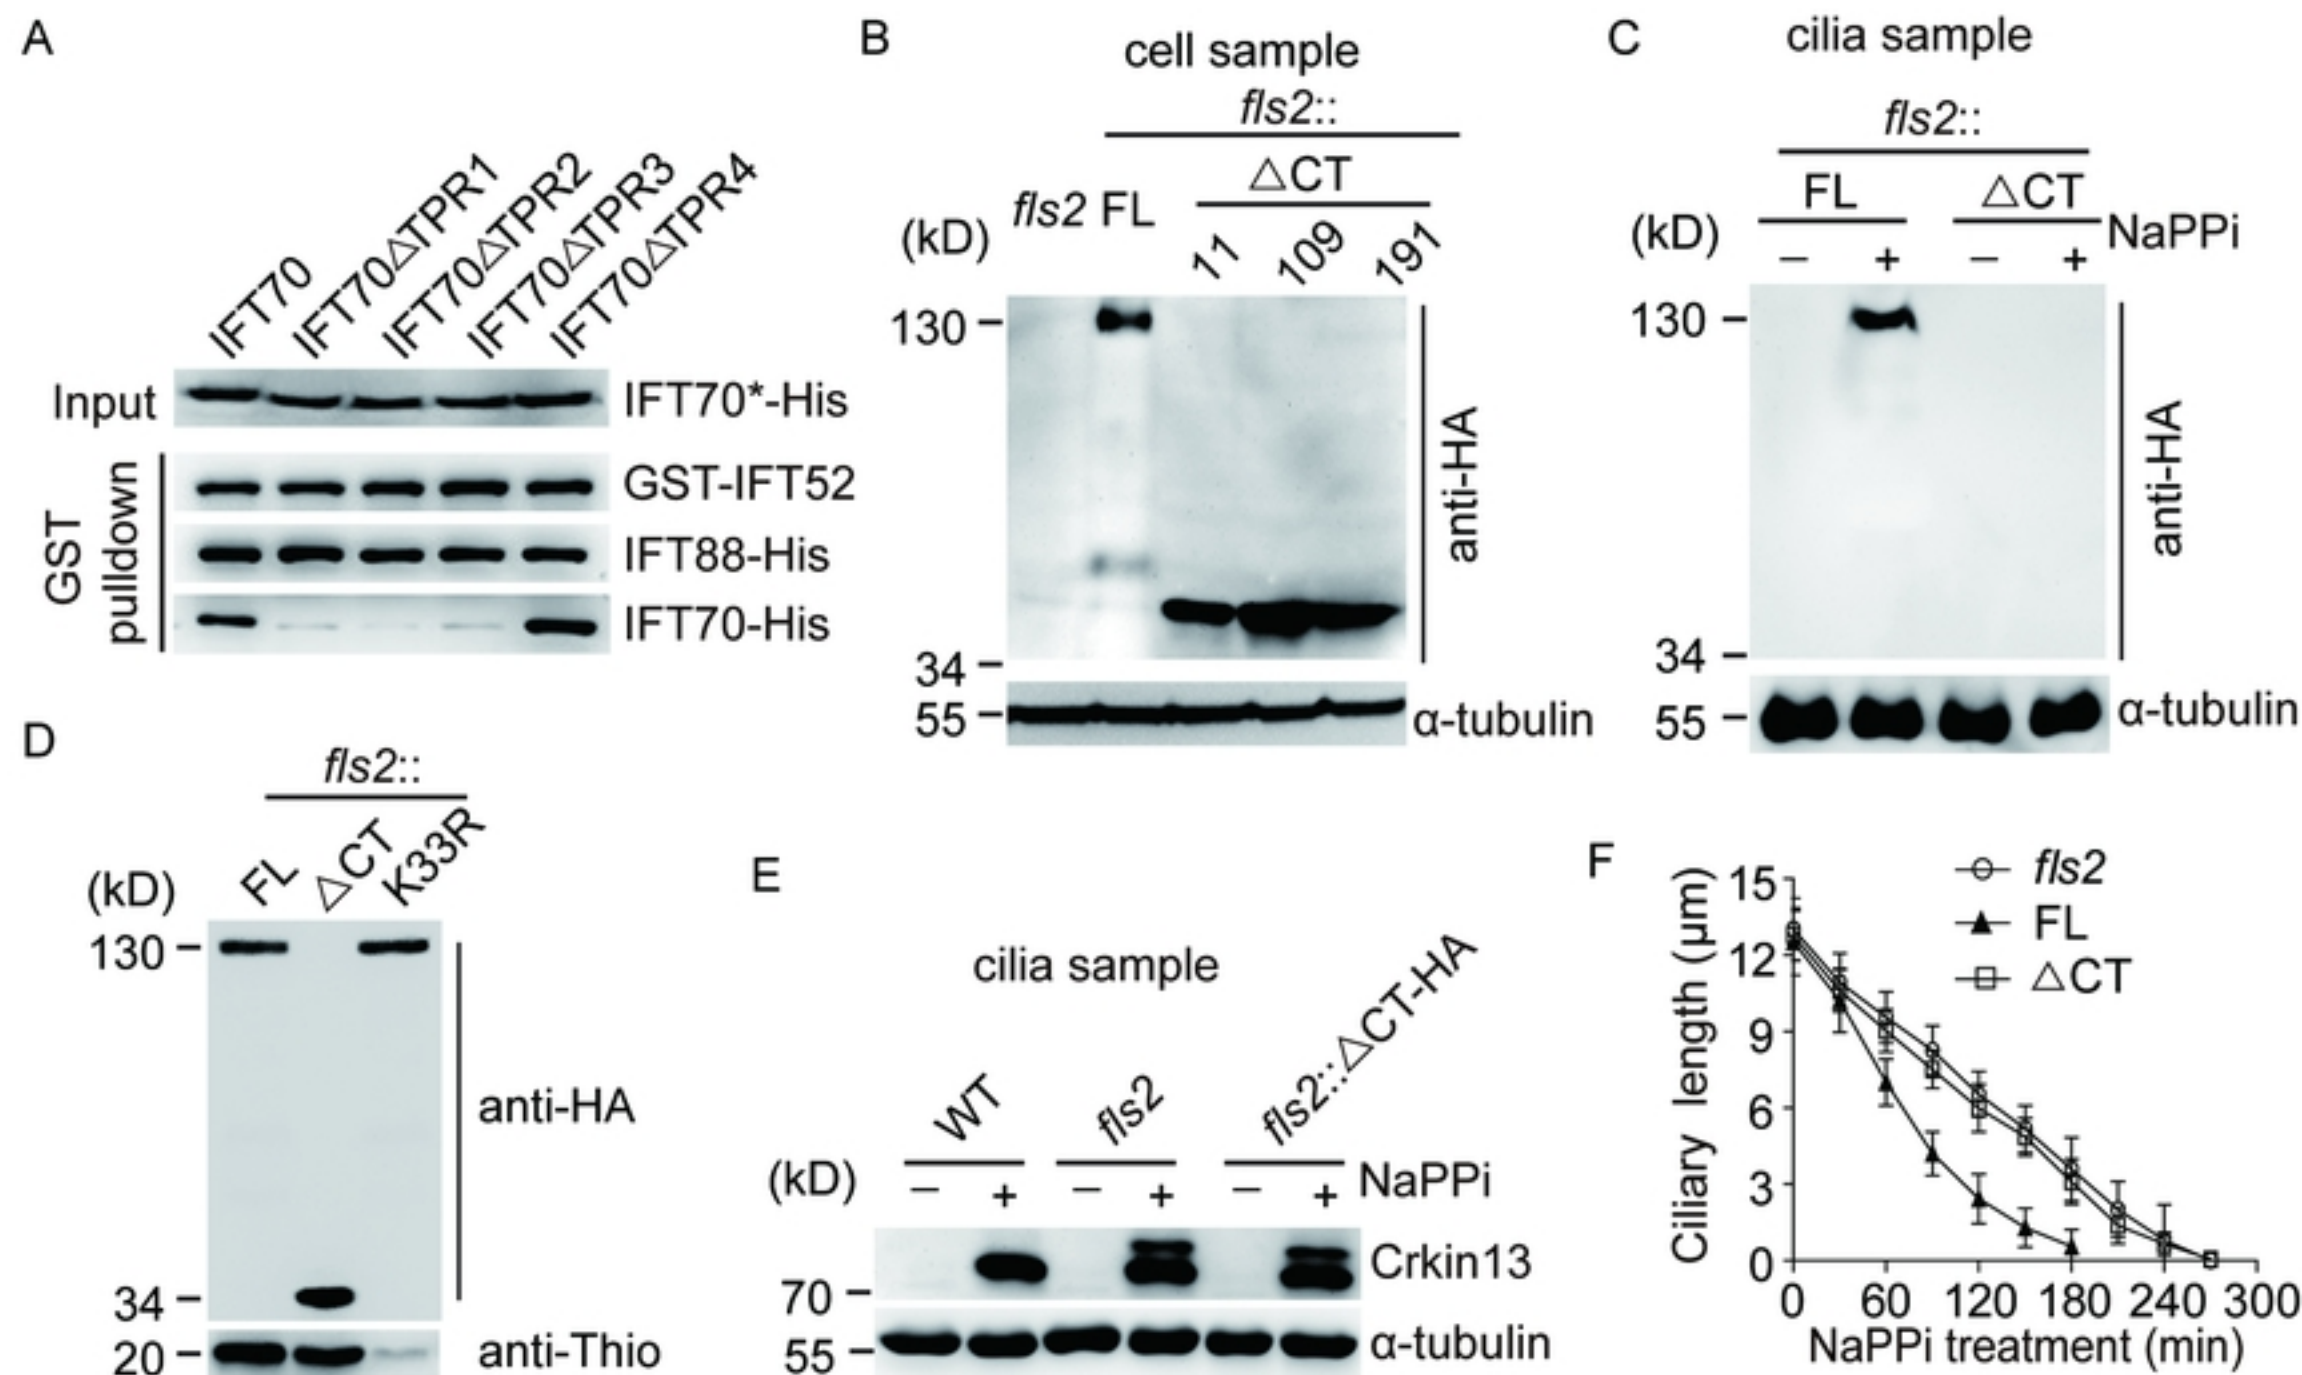 A
IFT70
IFT70△TPR1
IFT70△TPR2
IFT70△TPR3
IFT70△TPR4
Input
IFT70*-His
GST
pulldown
GST-IFT52
IFT88-His
IFT70-His
B
cell sample
fls2::
△CT
(kD) fls2 FL
11 109 191
130
34
55
anti-HA
α-tubulin
C
cilia sample
fls2::
FL △CT
(kD) − + − + NaPPi
130
34
55
anti-HA
α-tubulin
D
fls2::
(kD) FL △CT K33R
130
34
20
anti-HA
anti-Thio
E
cilia sample
WT fls2 fls2::△CT-HA
(kD) − + − + − + NaPPi
Crkin13
70
55 α-tubulin
F
fls2
FL
△CT
Ciliary length (μm)
15
12
9
6
3
0
0 60 120 180 240 300
NaPPi treatment (min)